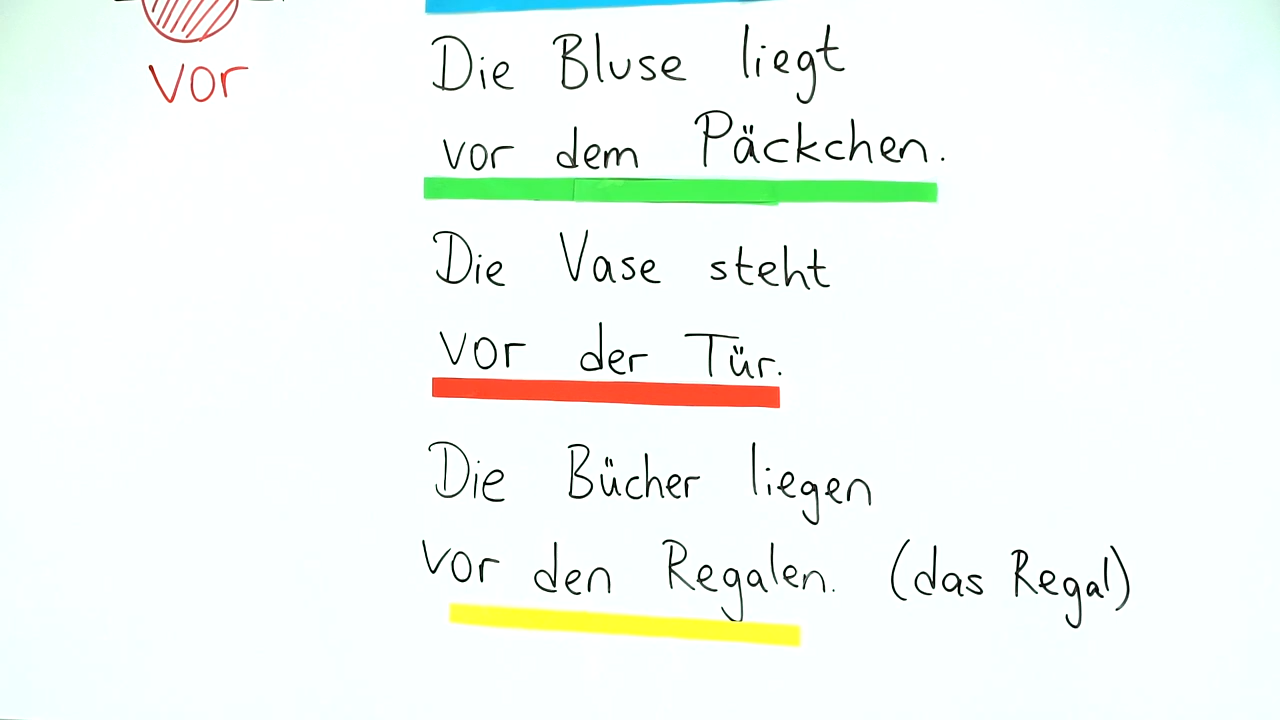 vor
Die Bluse liegt
vor dem Päckchen.
Die Vase steht
vor der Tür.
Die Bücher liegen
vor den Regalen. (das Regal)